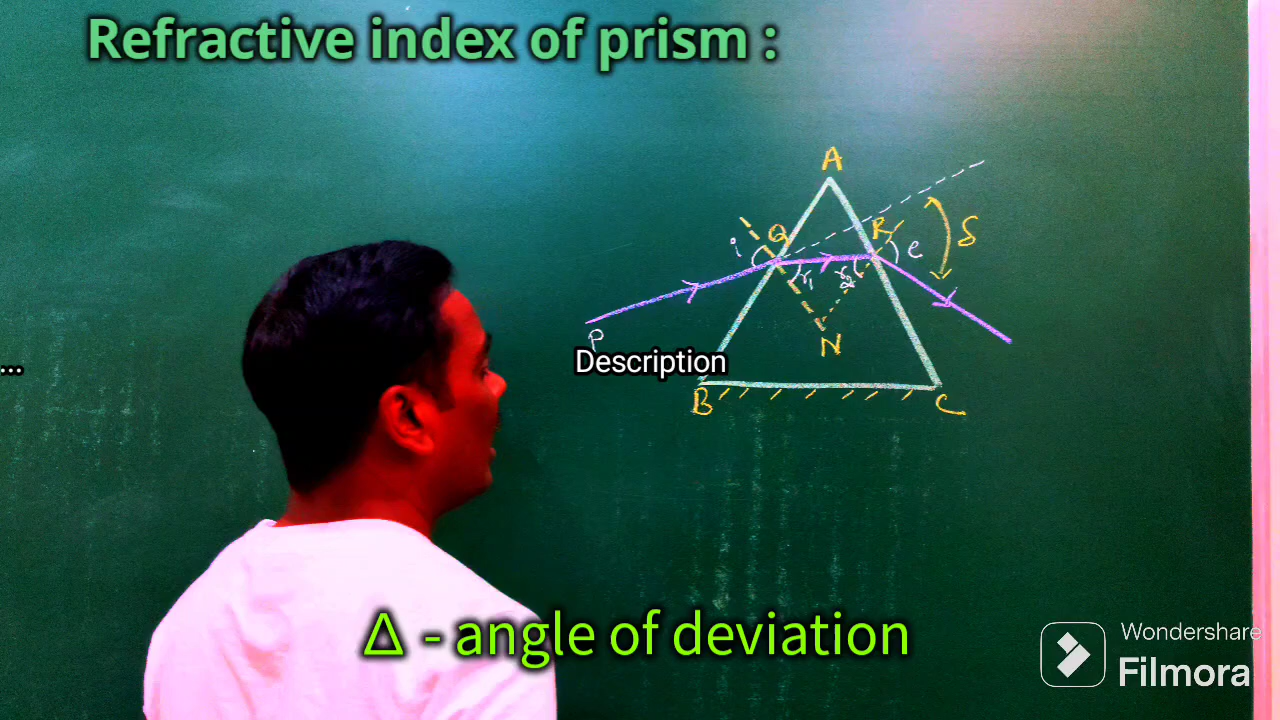 Refractive index of prism :
A
Q
R
i
e
δ
r₁
r₂
P
N
...
Description
B
C
Δ - angle of deviation
Wondershare
Filmora